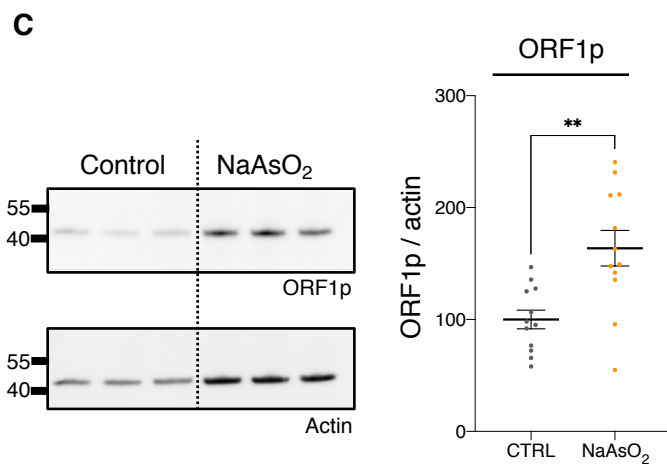 C
Control NaAsO₂
55
40
ORF1p
55
40
Actin
ORF1p
300
**
200
100
0
ORF1p / actin
CTRL NaAsO₂